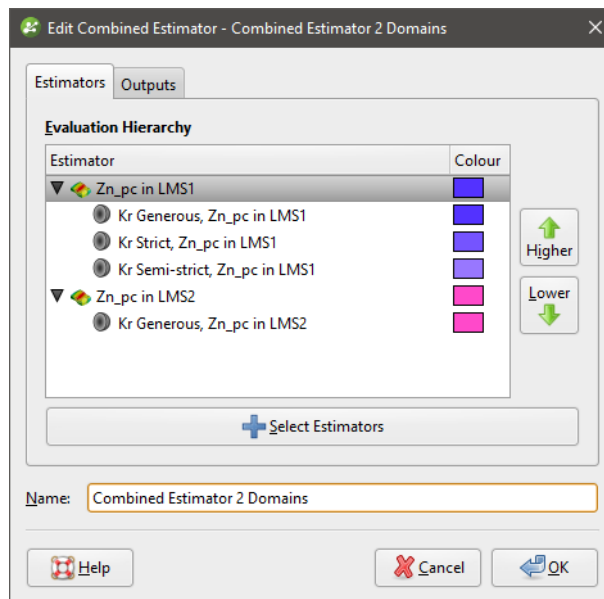 Edit Combined Estimator - Combined Estimator 2 Domains
Estimators Outputs
Evaluation Hierarchy
Estimator Colour
Zn_pc in LMS1
Kr Generous, Zn_pc in LMS1
Kr Strict, Zn_pc in LMS1
Kr Semi-strict, Zn_pc in LMS1
Zn_pc in LMS2
Kr Generous, Zn_pc in LMS2
Higher
Lower
Select Estimators
Name: Combined Estimator 2 Domains
Help Cancel OK